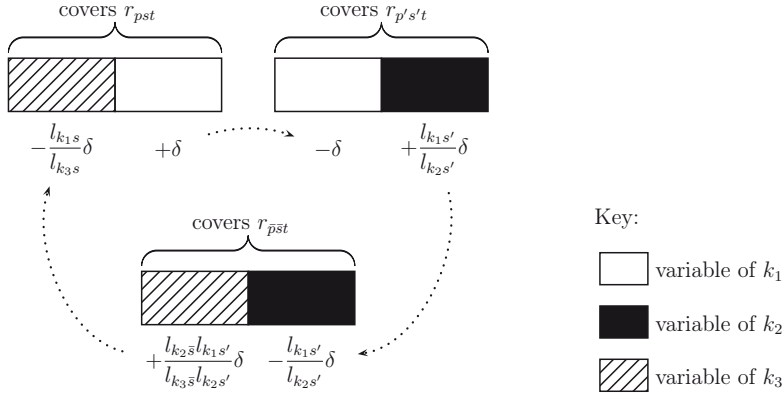 covers $r_{pst}$
covers $r_{p's't}$
$-\frac{l_{k_1 s}}{l_{k_3 s}}\delta$ $+\delta$ $-\delta$ $+\frac{l_{k_1 s'}}{l_{k_2 s'}}\delta$
covers $r_{\bar{p}\bar{s}t}$
$+\frac{l_{k_2 \bar{s}} l_{k_1 s'}}{l_{k_3 \bar{s}} l_{k_2 s'}}\delta$ $-\frac{l_{k_1 s'}}{l_{k_2 s'}}\delta$
Key:
variable of $k_1$
variable of $k_2$
variable of $k_3$